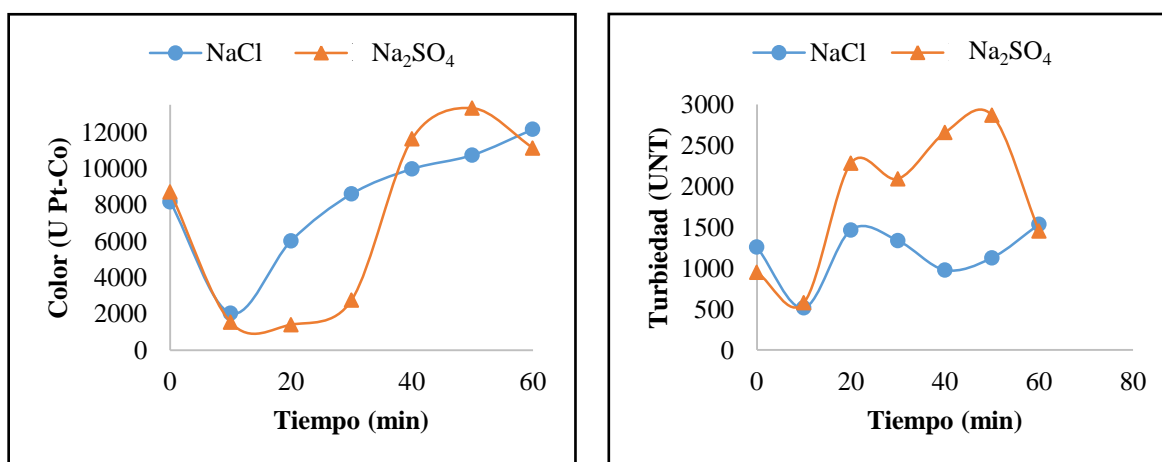 NaCl Na₂SO₄
Color (U Pt-Co)
12000
10000
8000
6000
4000
2000
0
0 20 40 60
Tiempo (min)
NaCl Na₂SO₄
Turbiedad (UNT)
3000
2500
2000
1500
1000
500
0
0 20 40 60 80
Tiempo (min)